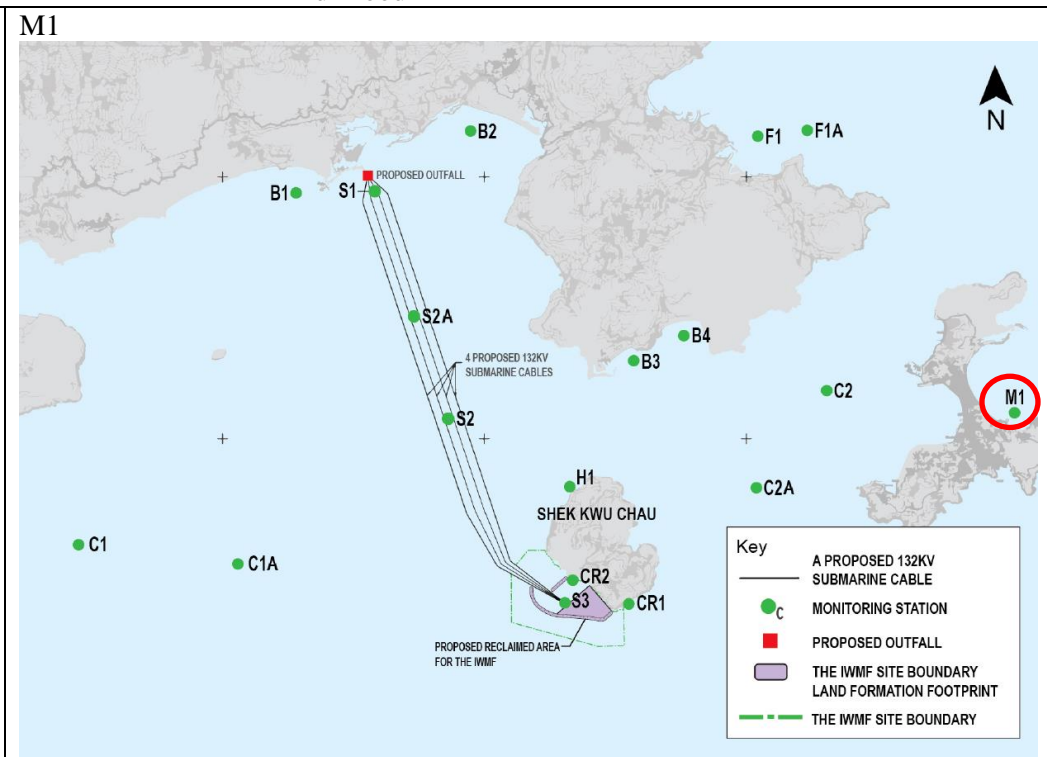 M1
N
B2
F1
F1A
PROPOSED OUTFALL
B1
S1
S2A
B4
4 PROPOSED 132KV
SUBMARINE CABLES
B3
C2
M1
S2
H1
C2A
SHEK KWU CHAU
C1
C1A
CR2
S3
CR1
PROPOSED RECLAIMED AREA
FOR THE IWMF
Key
A PROPOSED 132KV
SUBMARINE CABLE
C
MONITORING STATION
PROPOSED OUTFALL
THE IWMF SITE BOUNDARY
LAND FORMATION FOOTPRINT
THE IWMF SITE BOUNDARY